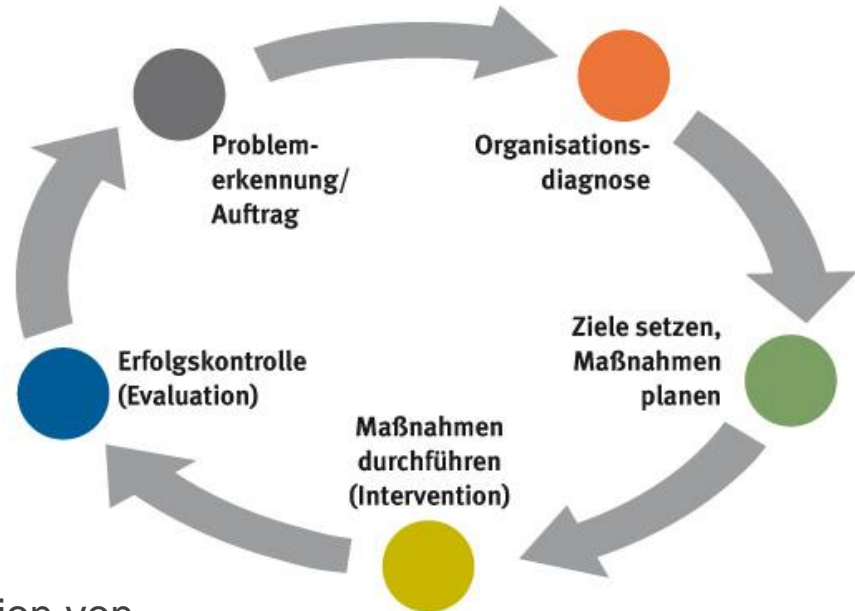 Problem-
erkennung/
Auftrag
Organisations-
diagnose
Ziele setzen,
Maßnahmen
planen
Maßnahmen
durchführen
(Intervention)
Erfolgskontrolle
(Evaluation)